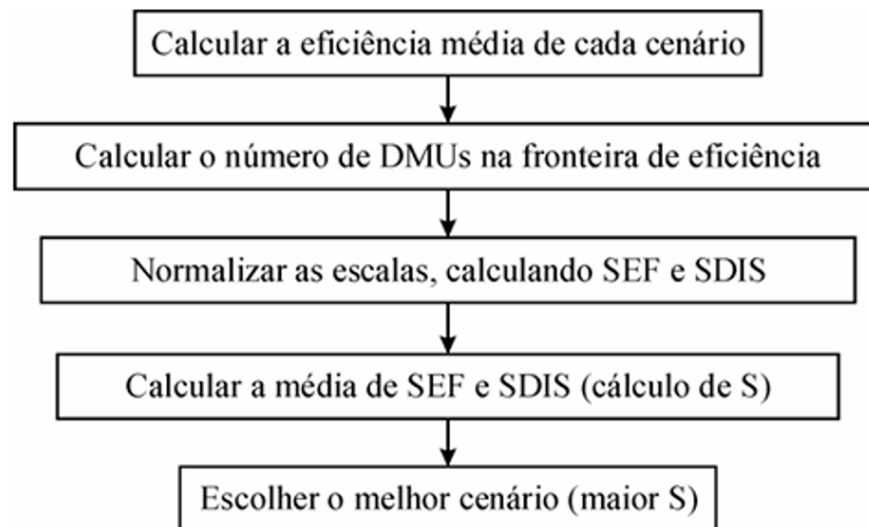 Calcular a eficiência média de cada cenário
Calcular o número de DMUs na fronteira de eficiência
Normalizar as escalas, calculando SEF e SDIS
Calcular a média de SEF e SDIS (cálculo de S)
Escolher o melhor cenário (maior S)